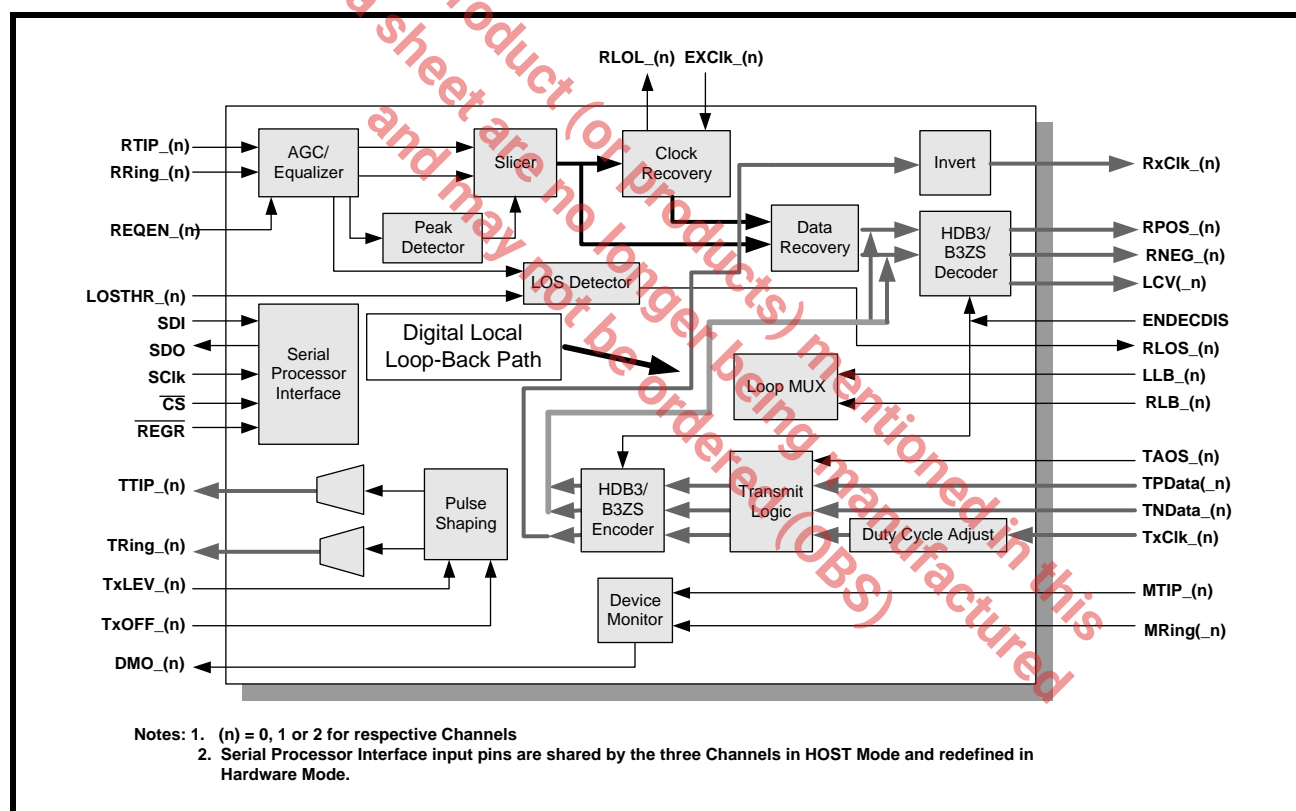 product (or products) mentioned in this
a sheet are no longer being manufactured
and may not be ordered (OBS)
RLOL_(n) EXClk_(n)
RTIP_(n)
RRing_(n)
REQEN_(n)
LOSTHR_(n)
SDI
SDO
SClk
CS
REGR
TTIP_(n)
TRing_(n)
TxLEV_(n)
TxOFF_(n)
DMO_(n)
AGC/
Equalizer
Peak
Detector
Slicer
Clock
Recovery
Data
Recovery
Invert
HDB3/
B3ZS
Decoder
LOS Detector
Serial
Processor
Interface
Digital Local
Loop-Back Path
Loop MUX
Pulse
Shaping
HDB3/
B3ZS
Encoder
Transmit
Logic
Duty Cycle Adjust
Device
Monitor
RxClk_(n)
RPOS_(n)
RNEG_(n)
LCV(_n)
ENDECDIS
RLOS_(n)
LLB_(n)
RLB_(n)
TAOS_(n)
TPData(_n)
TNData_(n)
TxClk_(n)
MTIP_(n)
MRing(_n)
Notes: 1. (n) = 0, 1 or 2 for respective Channels
2. Serial Processor Interface input pins are shared by the three Channels in HOST Mode and redefined in
Hardware Mode.